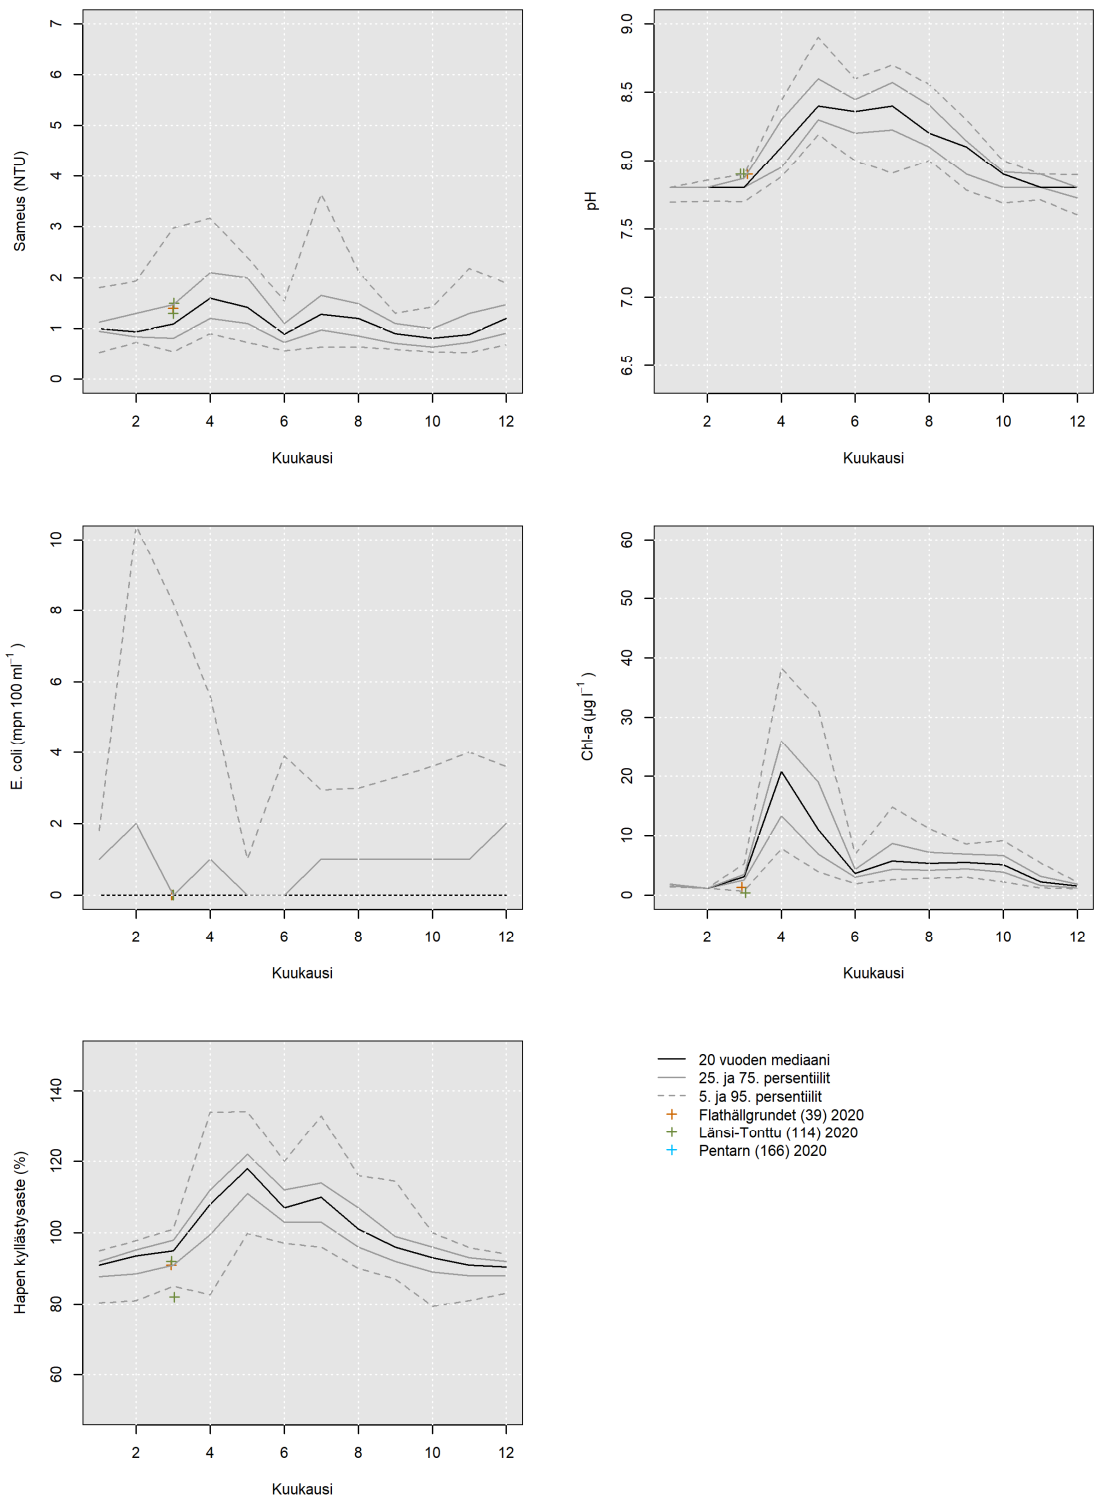 7
6
5
4
3
2
1
0
Sameus (NTU)
2 4 6 8 10 12
Kuukausi
9.0
8.5
8.0
7.5
7.0
6.5
pH
2 4 6 8 10 12
Kuukausi
10
8
6
4
2
0
E. coli (mpn 100 ml⁻¹ )
2 4 6 8 10 12
Kuukausi
60
50
40
30
20
10
0
Chl-a (µg l⁻¹ )
2 4 6 8 10 12
Kuukausi
140
120
100
80
60
Hapen kyllästysaste (%)
2 4 6 8 10 12
Kuukausi
20 vuoden mediaani
25. ja 75. persentiilit
5. ja 95. persentiilit
Flathällgrundet (39) 2020
Länsi-Tonttu (114) 2020
Pentarn (166) 2020